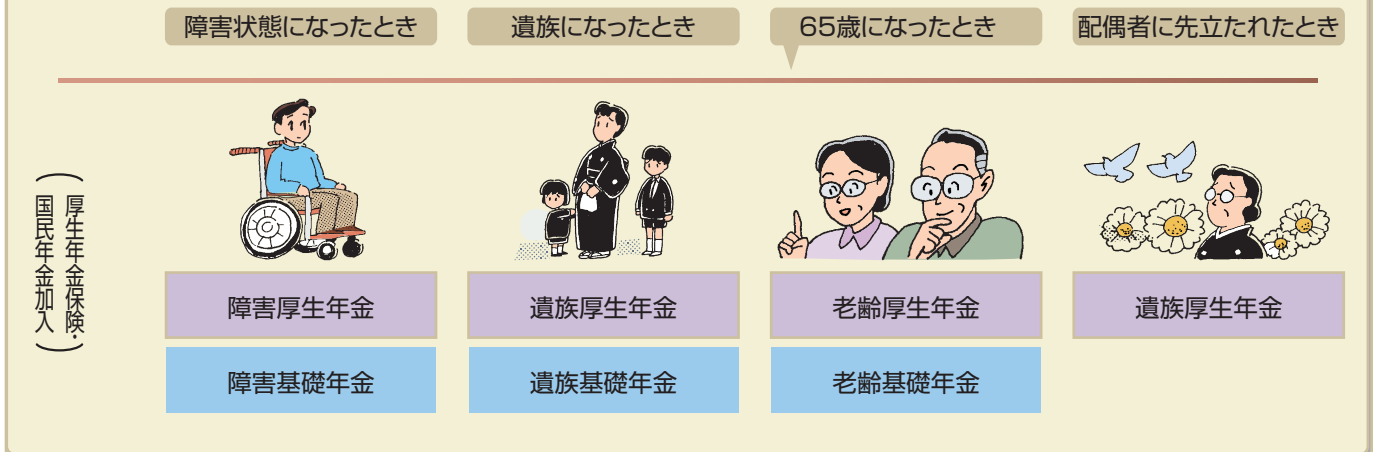 障害状態になったとき
遺族になったとき
65歳になったとき
配偶者に先立たれたとき
(厚生年金保険・
国民年金加入)
障害厚生年金
遺族厚生年金
老齢厚生年金
遺族厚生年金
障害基礎年金
遺族基礎年金
老齢基礎年金